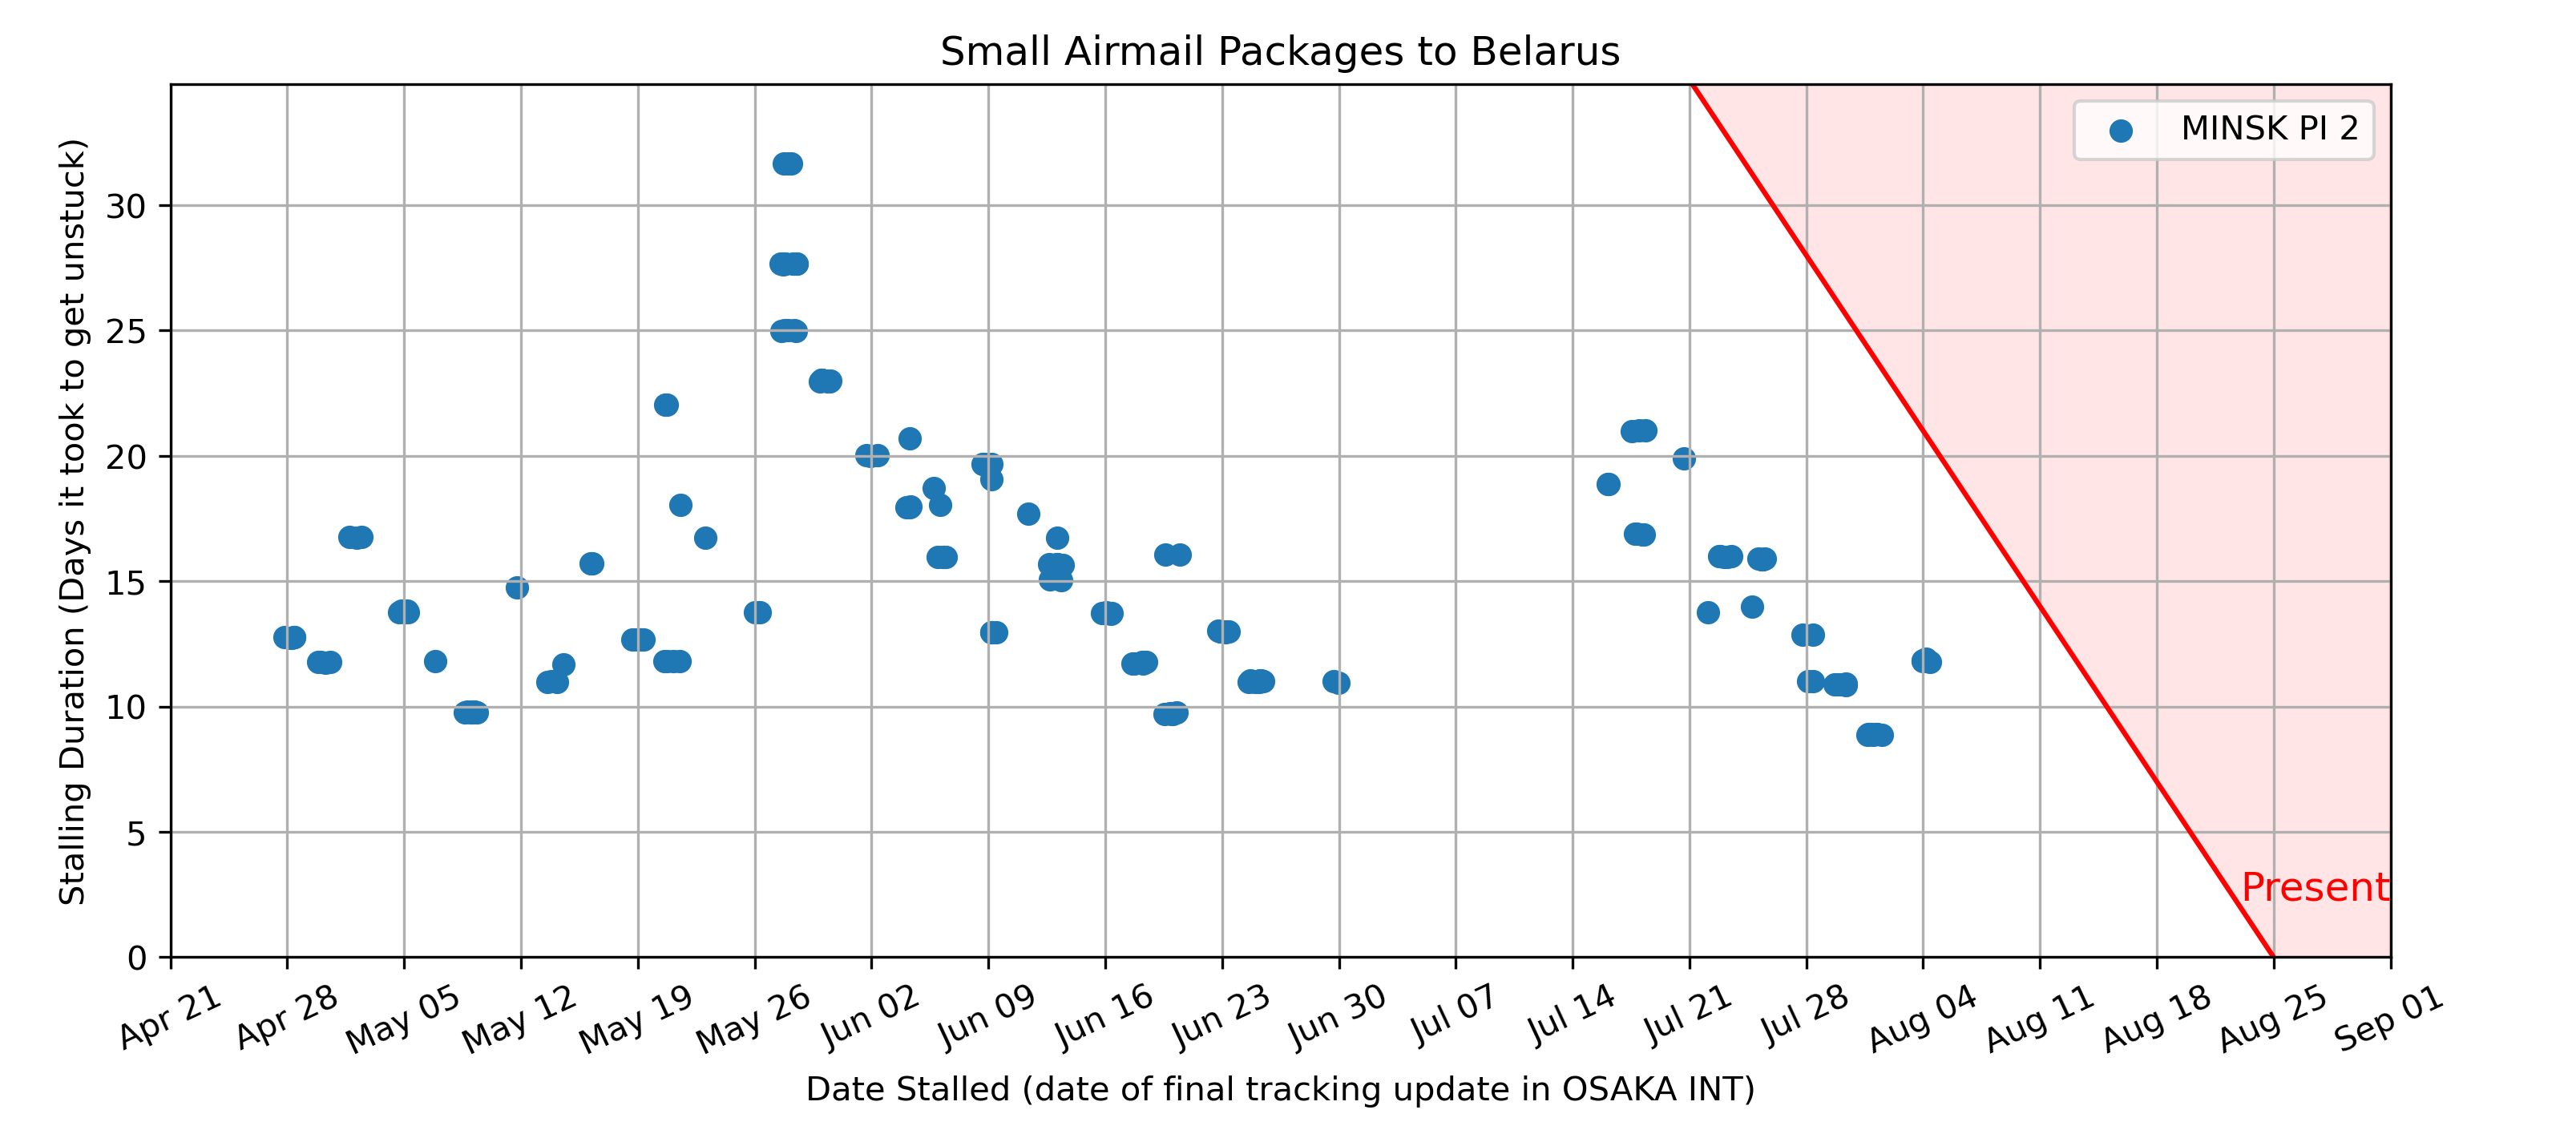 Small Airmail Packages to Belarus
MINSK PI 2
Stalling Duration (Days it took to get unstuck)
30
25
20
15
10
5
0
Present
Apr 21
Apr 28
May 05
May 12
May 19
May 26
Jun 02
Jun 09
Jun 16
Jun 23
Jun 30
Jul 07
Jul 14
Jul 21
Jul 28
Aug 04
Aug 11
Aug 18
Aug 25
Sep 01
Date Stalled (date of final tracking update in OSAKA INT)